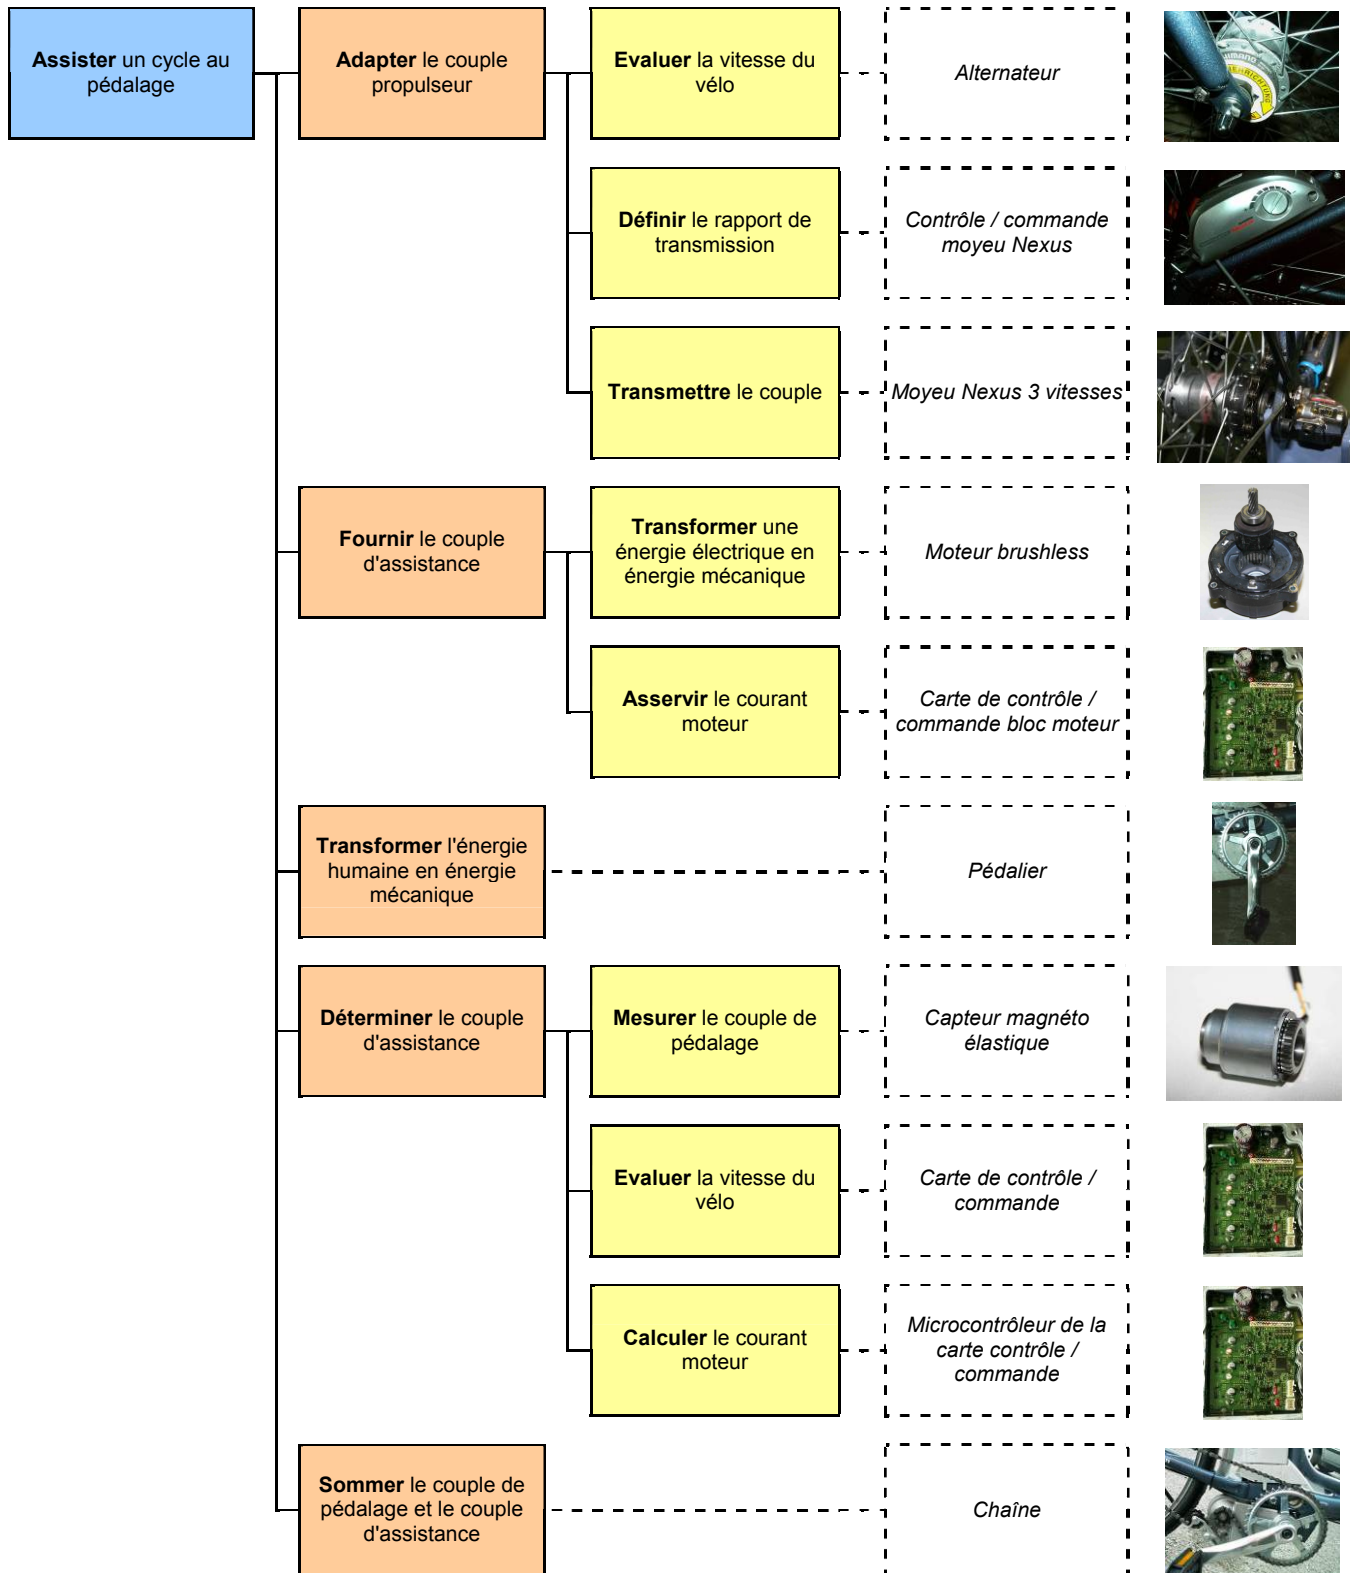 Assister un cycle au
pédalage
Adapter le couple
propulseur
Evaluer la vitesse du
vélo
Alternateur
Définir le rapport de
transmission
Contrôle / commande
moyeu Nexus
Transmettre le couple
Moyeu Nexus 3 vitesses
Fournir le couple
d'assistance
Transformer une
énergie électrique en
énergie mécanique
Moteur brushless
Asservir le courant
moteur
Carte de contrôle /
commande bloc moteur
Transformer l'énergie
humaine en énergie
mécanique
Pédalier
Déterminer le couple
d'assistance
Mesurer le couple de
pédalage
Capteur magnéto
élastique
Evaluer la vitesse du
vélo
Carte de contrôle /
commande
Calculer le courant
moteur
Microcontrôleur de la
carte contrôle /
commande
Sommer le couple de
pédalage et le couple
d'assistance
Chaîne